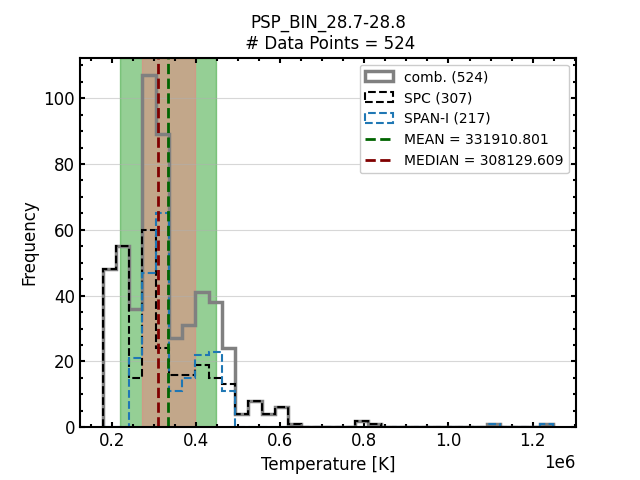 PSP_BIN_28.7-28.8
# Data Points = 524
comb. (524)
SPC (307)
SPAN-I (217)
MEAN = 331910.801
MEDIAN = 308129.609
Frequency
100
80
60
40
20
0
0.2 0.4 0.6 0.8 1.0 1.2
1e6
Temperature [K]